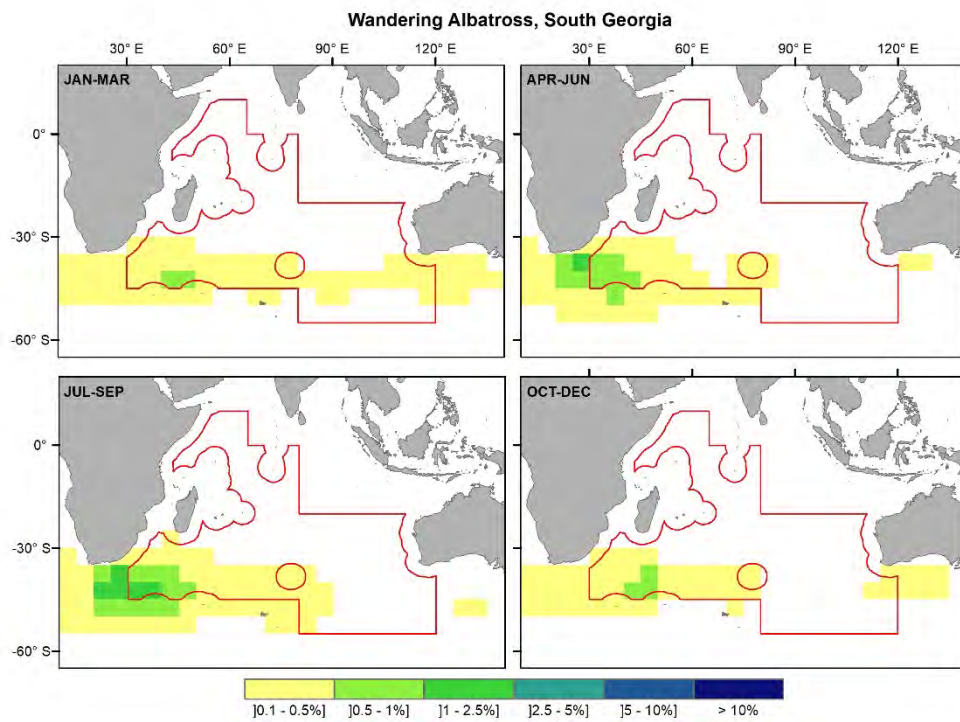 Wandering Albatross, South Georgia
30° E 60° E 90° E 120° E 30° E 60° E 90° E 120° E
JAN-MAR APR-JUN
0°
-30° S
-60° S
JUL-SEP OCT-DEC
0°
-30° S
-60° S
]0.1 - 0.5%] ]0.5 - 1%] ]1 - 2.5%] ]2.5 - 5%] ]5 - 10%] > 10%